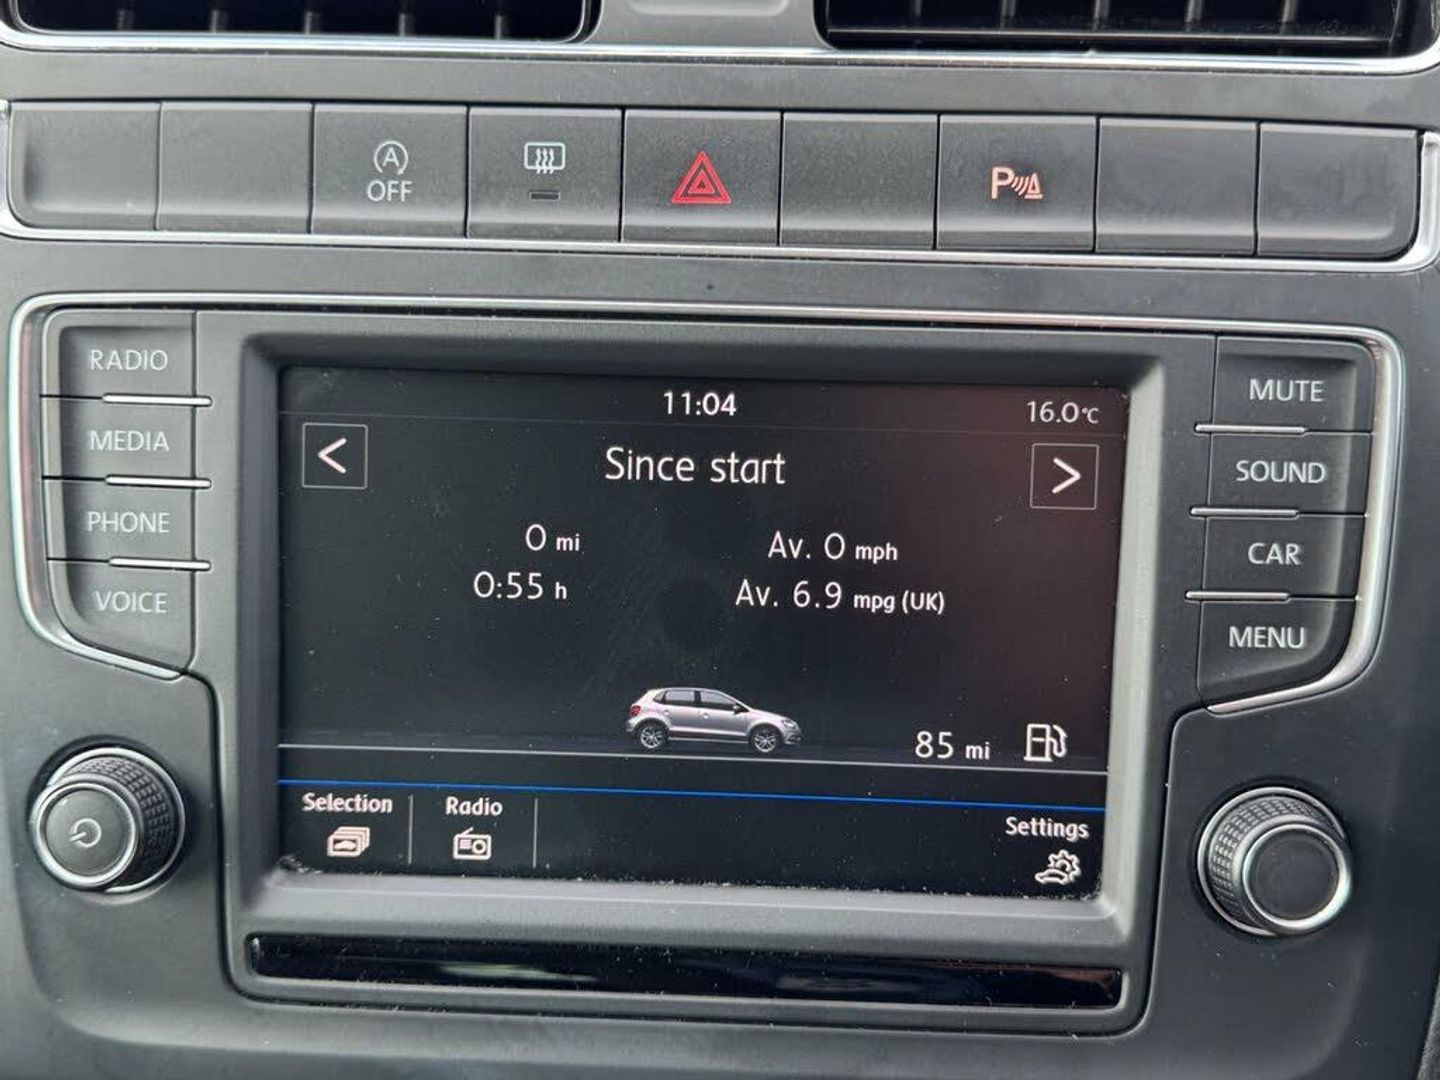 A
OFF
P
RADIO
MEDIA
PHONE
VOICE
11:04
16.0°C
<
Since start
>
0 mi
Av. 0 mph
0:55 h
Av. 6.9 mpg (UK)
85 mi
Selection
Radio
Settings
MUTE
SOUND
CAR
MENU